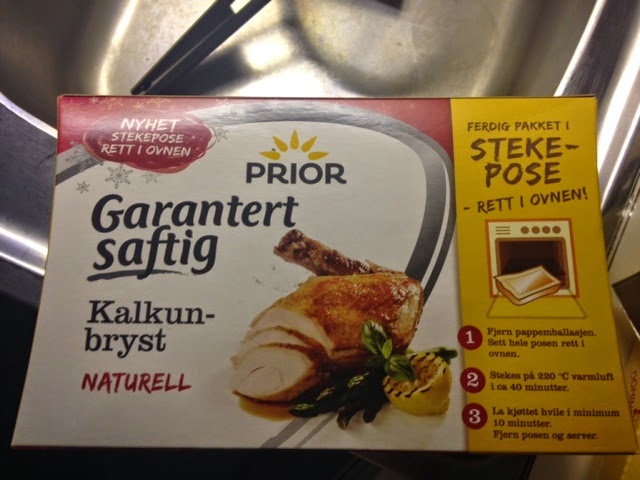 NYHET
STEKEPOSE
RETT I OVNEN
PRIOR
Garantert
saftig
Kalkun-
bryst
NATURELL
FERDIG PAKKET I
STEKE-
POSE
- RETT I OVNEN!
1 Fjern pappemballasjen.
Sett hele posen rett i
ovnen.
2 Stekes på 220 °C varmluft
i ca 40 minutter.
3 La kjøttet hvile i minimum
10 minutter.
Fjern posen og server.